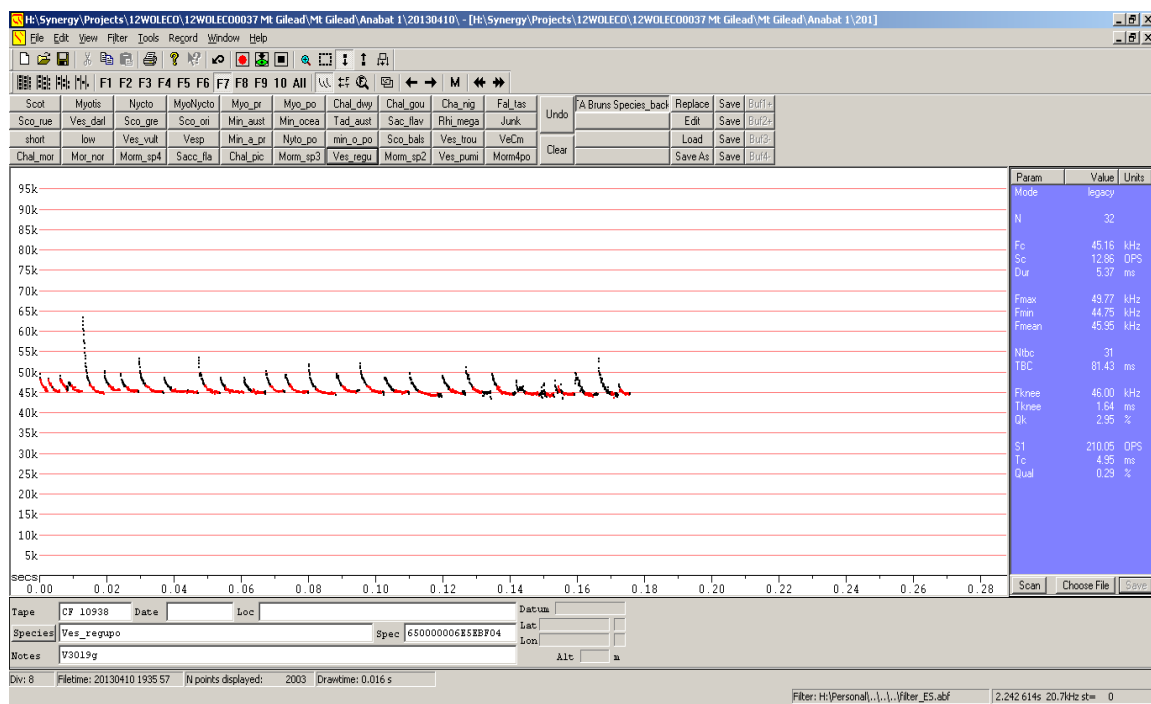 H:\Synergy\Projects\12WOLECO\12WOLECO0037 Mt Gilead\Mt Gilead\Anabat 1\20130410\ - [H:\Synergy\Projects\12WOLECO\12WOLECO0037 Mt Gilead\Mt Gilead\Anabat 1\201]
File Edit View Filter Tools Record Window Help
F1 F2 F3 F4 F5 F6 F7 F8 F9 10 All M
Scot Myotis Nycto MyoNycto Myo_pr Myo_po Chal_dwy Chal_gou Cha_nig Fal_tas Undo TA Bruns Species_back Replace Save Buf1+
Sco_rue Ves_darl Sco_gre Sco_ori Min_aust Min_ocea Tad_aust Sac_flav Rhi_mega Junk Edit Save Buf2+
short low Ves_vult Vesp Min_a_pr Nyto_po min_o_po Sco_bals Ves_trou VeCm Clear Load Save Buf3-
Chal_mor Mor_nor Morm_sp4 Sacc_fla Chal_pic Morm_sp3 Ves_regu Morm_sp2 Ves_pumi Morm4po Save As Save Buf4-
95k
90k
85k
80k
75k
70k
65k
60k
55k
50k
45k
40k
35k
30k
25k
20k
15k
10k
5k
secs
0.00 0.02 0.04 0.06 0.08 0.10 0.12 0.14 0.16 0.18 0.20 0.22 0.24 0.26 0.28
Param Value Units
Mode legacy
N 32
Fc 45.16 kHz
Sc 12.86 OPS
Dur 5.37 ms
Fmax 49.77 kHz
Fmin 44.75 kHz
Fmean 45.95 kHz
Ntbc 31
TBC 81.43 ms
Fknee 46.00 kHz
Tknee 1.64 ms
Qk 2.95 %
S1 210.05 OPS
Tc 4.95 ms
Qual 0.29 %
Scan Choose File Save
Tape CF 10938 Date Loc Datum
Species Ves_regupo Spec 650000006E5EBF04 Lat
Lon
Notes V3019g Alt m
Div: 8 Filetime: 20130410 1935 57 N points displayed: 2003 Drawtime: 0.016 s
Filter: H:\Personal\..\..\..\filter_ES.abf 2.242 614s 20.7kHz st= 0